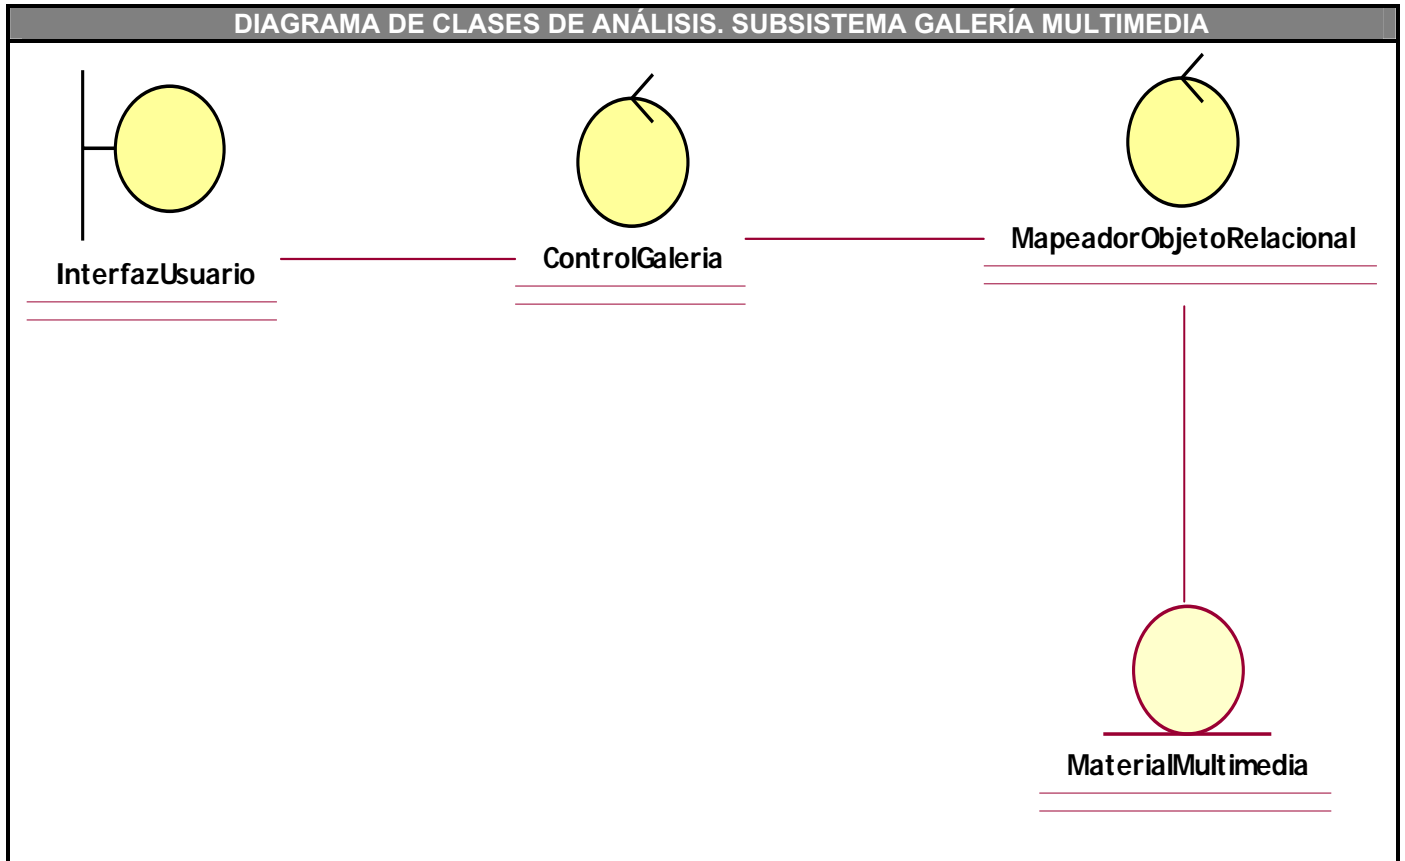 DIAGRAMA DE CLASES DE ANÁLISIS. SUBSISTEMA GALERÍA MULTIMEDIA
InterfazUsuario
ControlGaleria
MapeadorObjetoRelacional
MaterialMultimedia